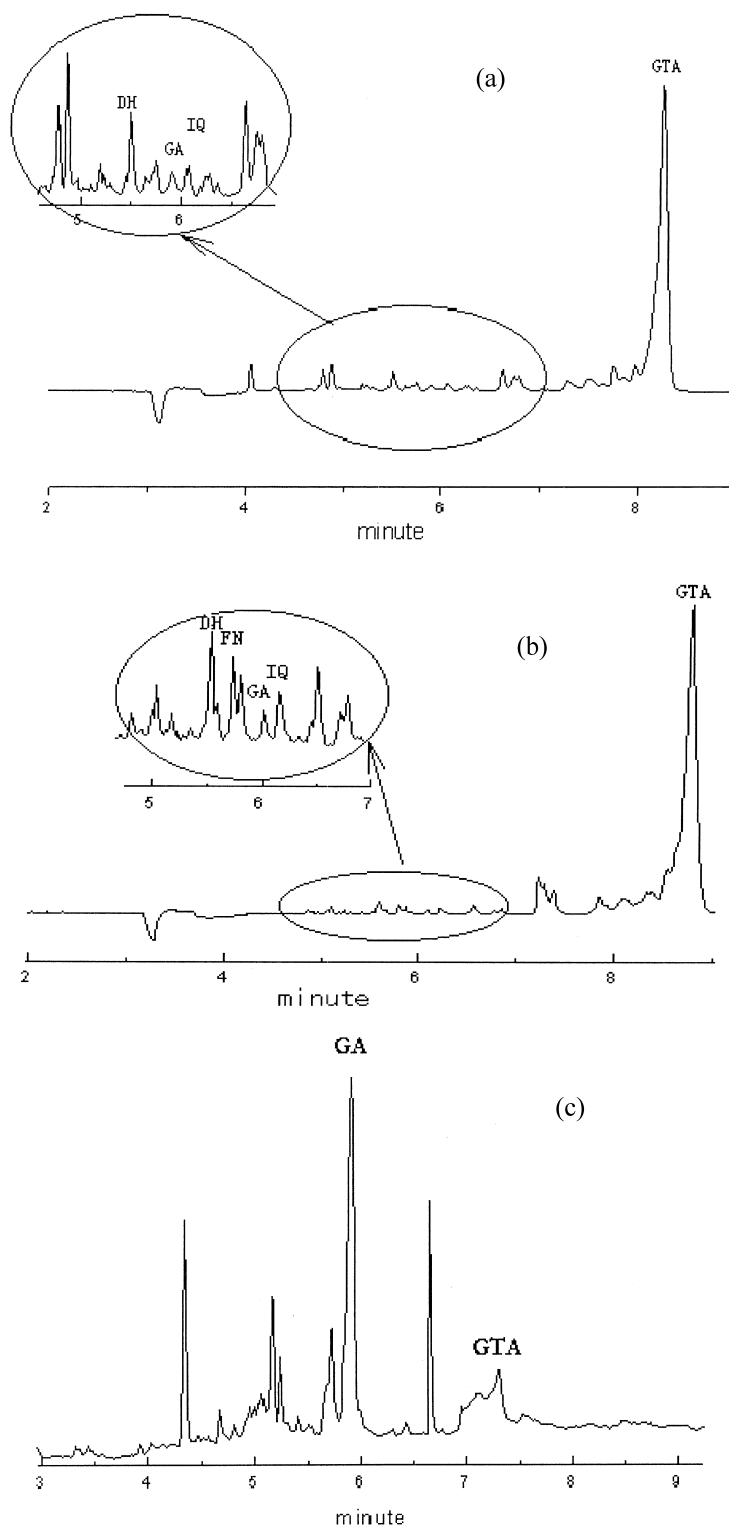 (a)
GTA
DH
IQ
GA
5 6
2 4 6 8
minute
(b)
GTA
DH
FN
IQ
GA
5 6 7
2 4 6 8
minute
GA
(c)
GTA
3 4 5 6 7 8 9
minute